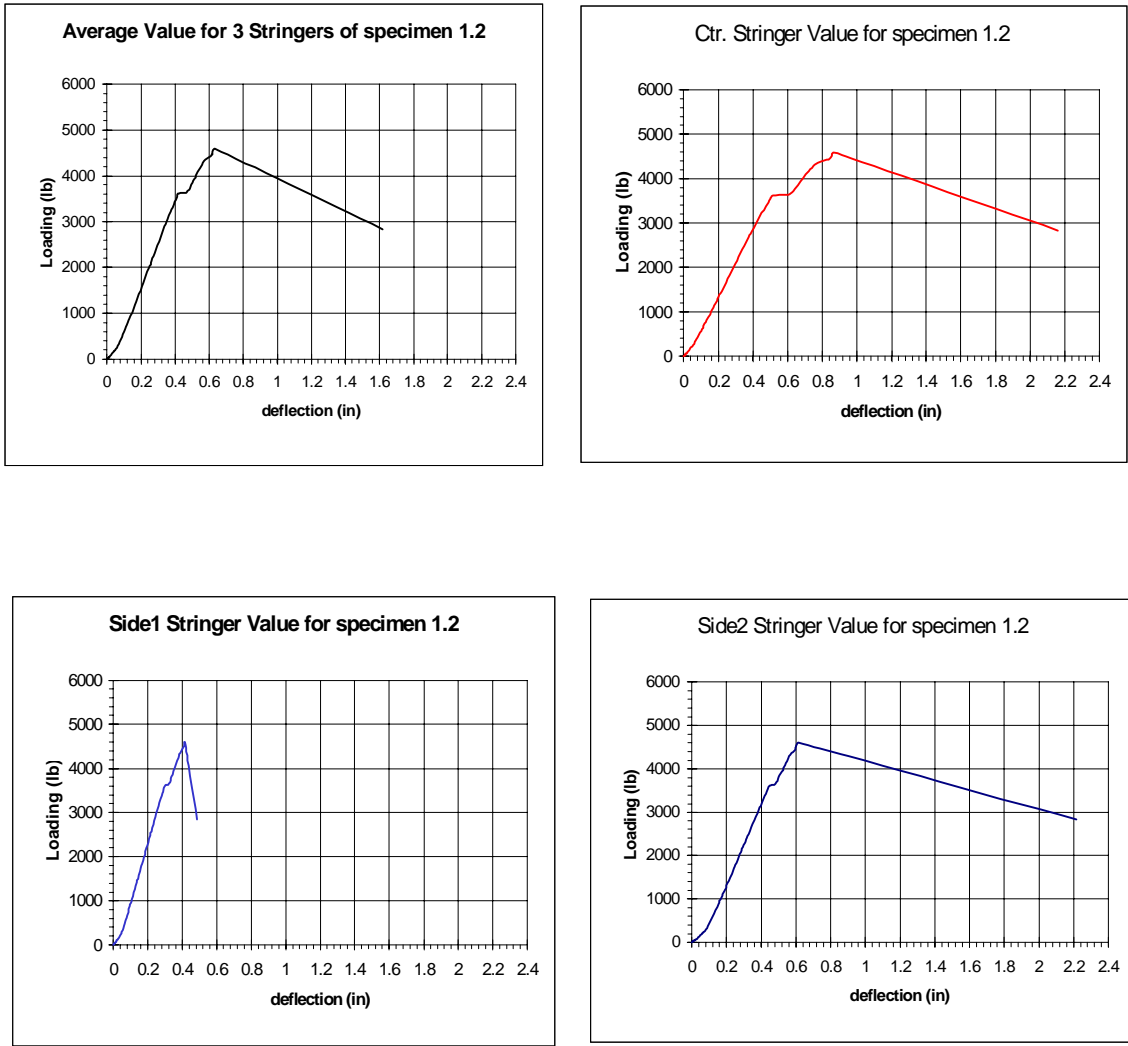 Average Value for 3 Stringers of specimen 1.2
6000
5000
4000
3000
2000
1000
0
Loading (lb)
0 0.2 0.4 0.6 0.8 1 1.2 1.4 1.6 1.8 2 2.2 2.4
deflection (in)
Ctr. Stringer Value for specimen 1.2
6000
5000
4000
3000
2000
1000
0
Loading (lb)
0 0.2 0.4 0.6 0.8 1 1.2 1.4 1.6 1.8 2 2.2 2.4
deflection (in)
Side1 Stringer Value for specimen 1.2
6000
5000
4000
3000
2000
1000
0
Loading (lb)
0 0.2 0.4 0.6 0.8 1 1.2 1.4 1.6 1.8 2 2.2 2.4
deflection (in)
Side2 Stringer Value for specimen 1.2
6000
5000
4000
3000
2000
1000
0
Loading (lb)
0 0.2 0.4 0.6 0.8 1 1.2 1.4 1.6 1.8 2 2.2 2.4
deflection (in)